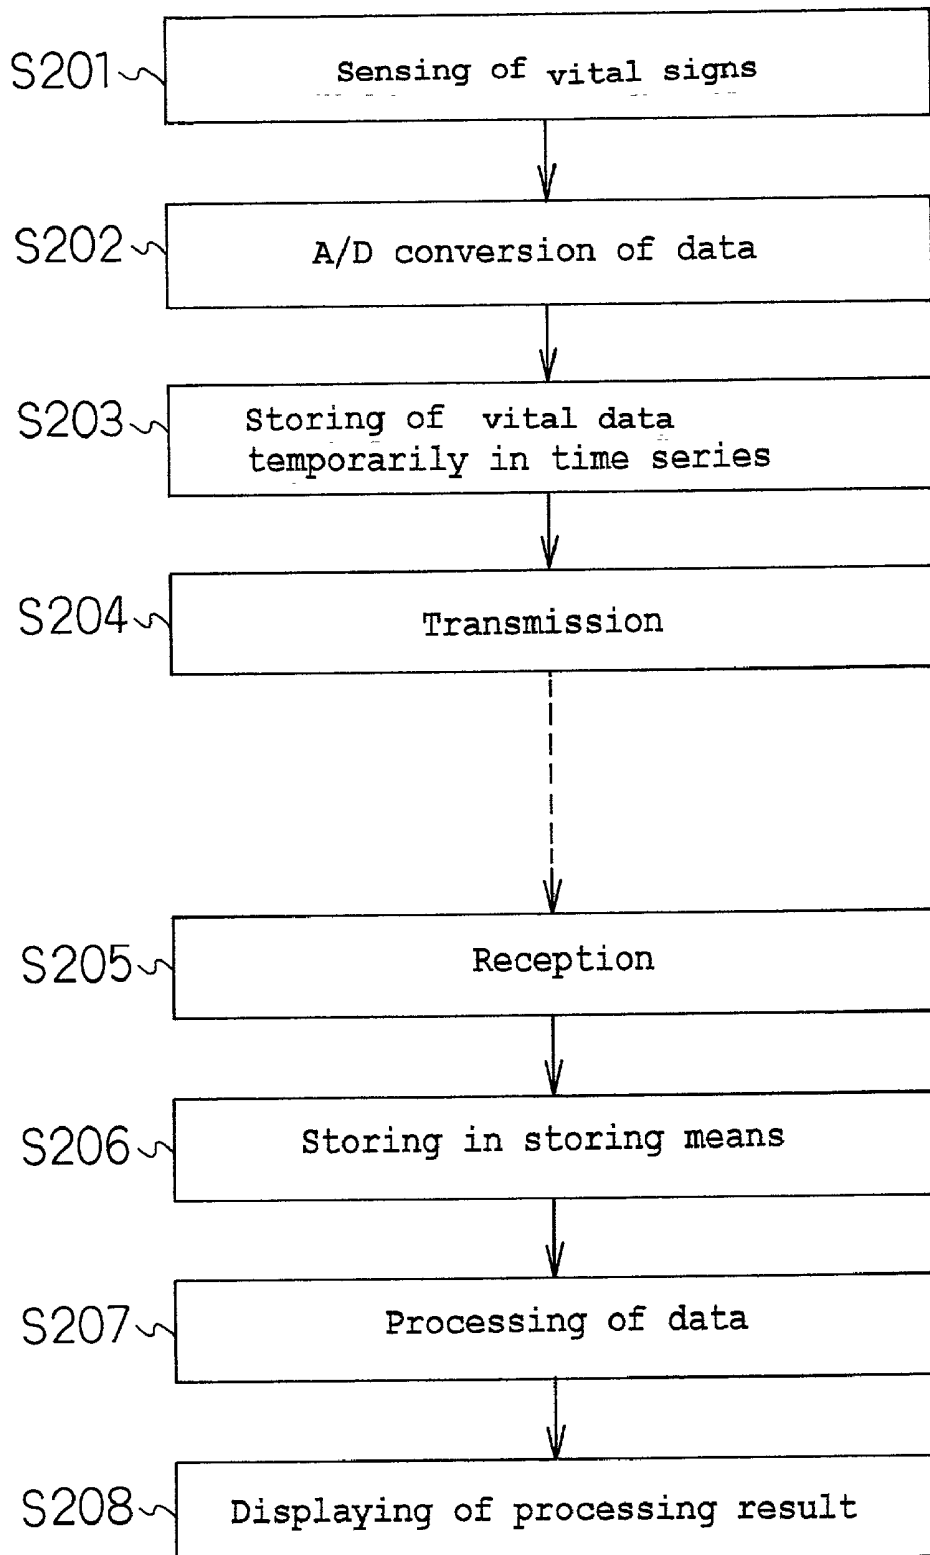 S201 Sensing of vital signs
S202 A/D conversion of data
S203 Storing of vital data
temporarily in time series
S204 Transmission
S205 Reception
S206 Storing in storing means
S207 Processing of data
S208 Displaying of processing result